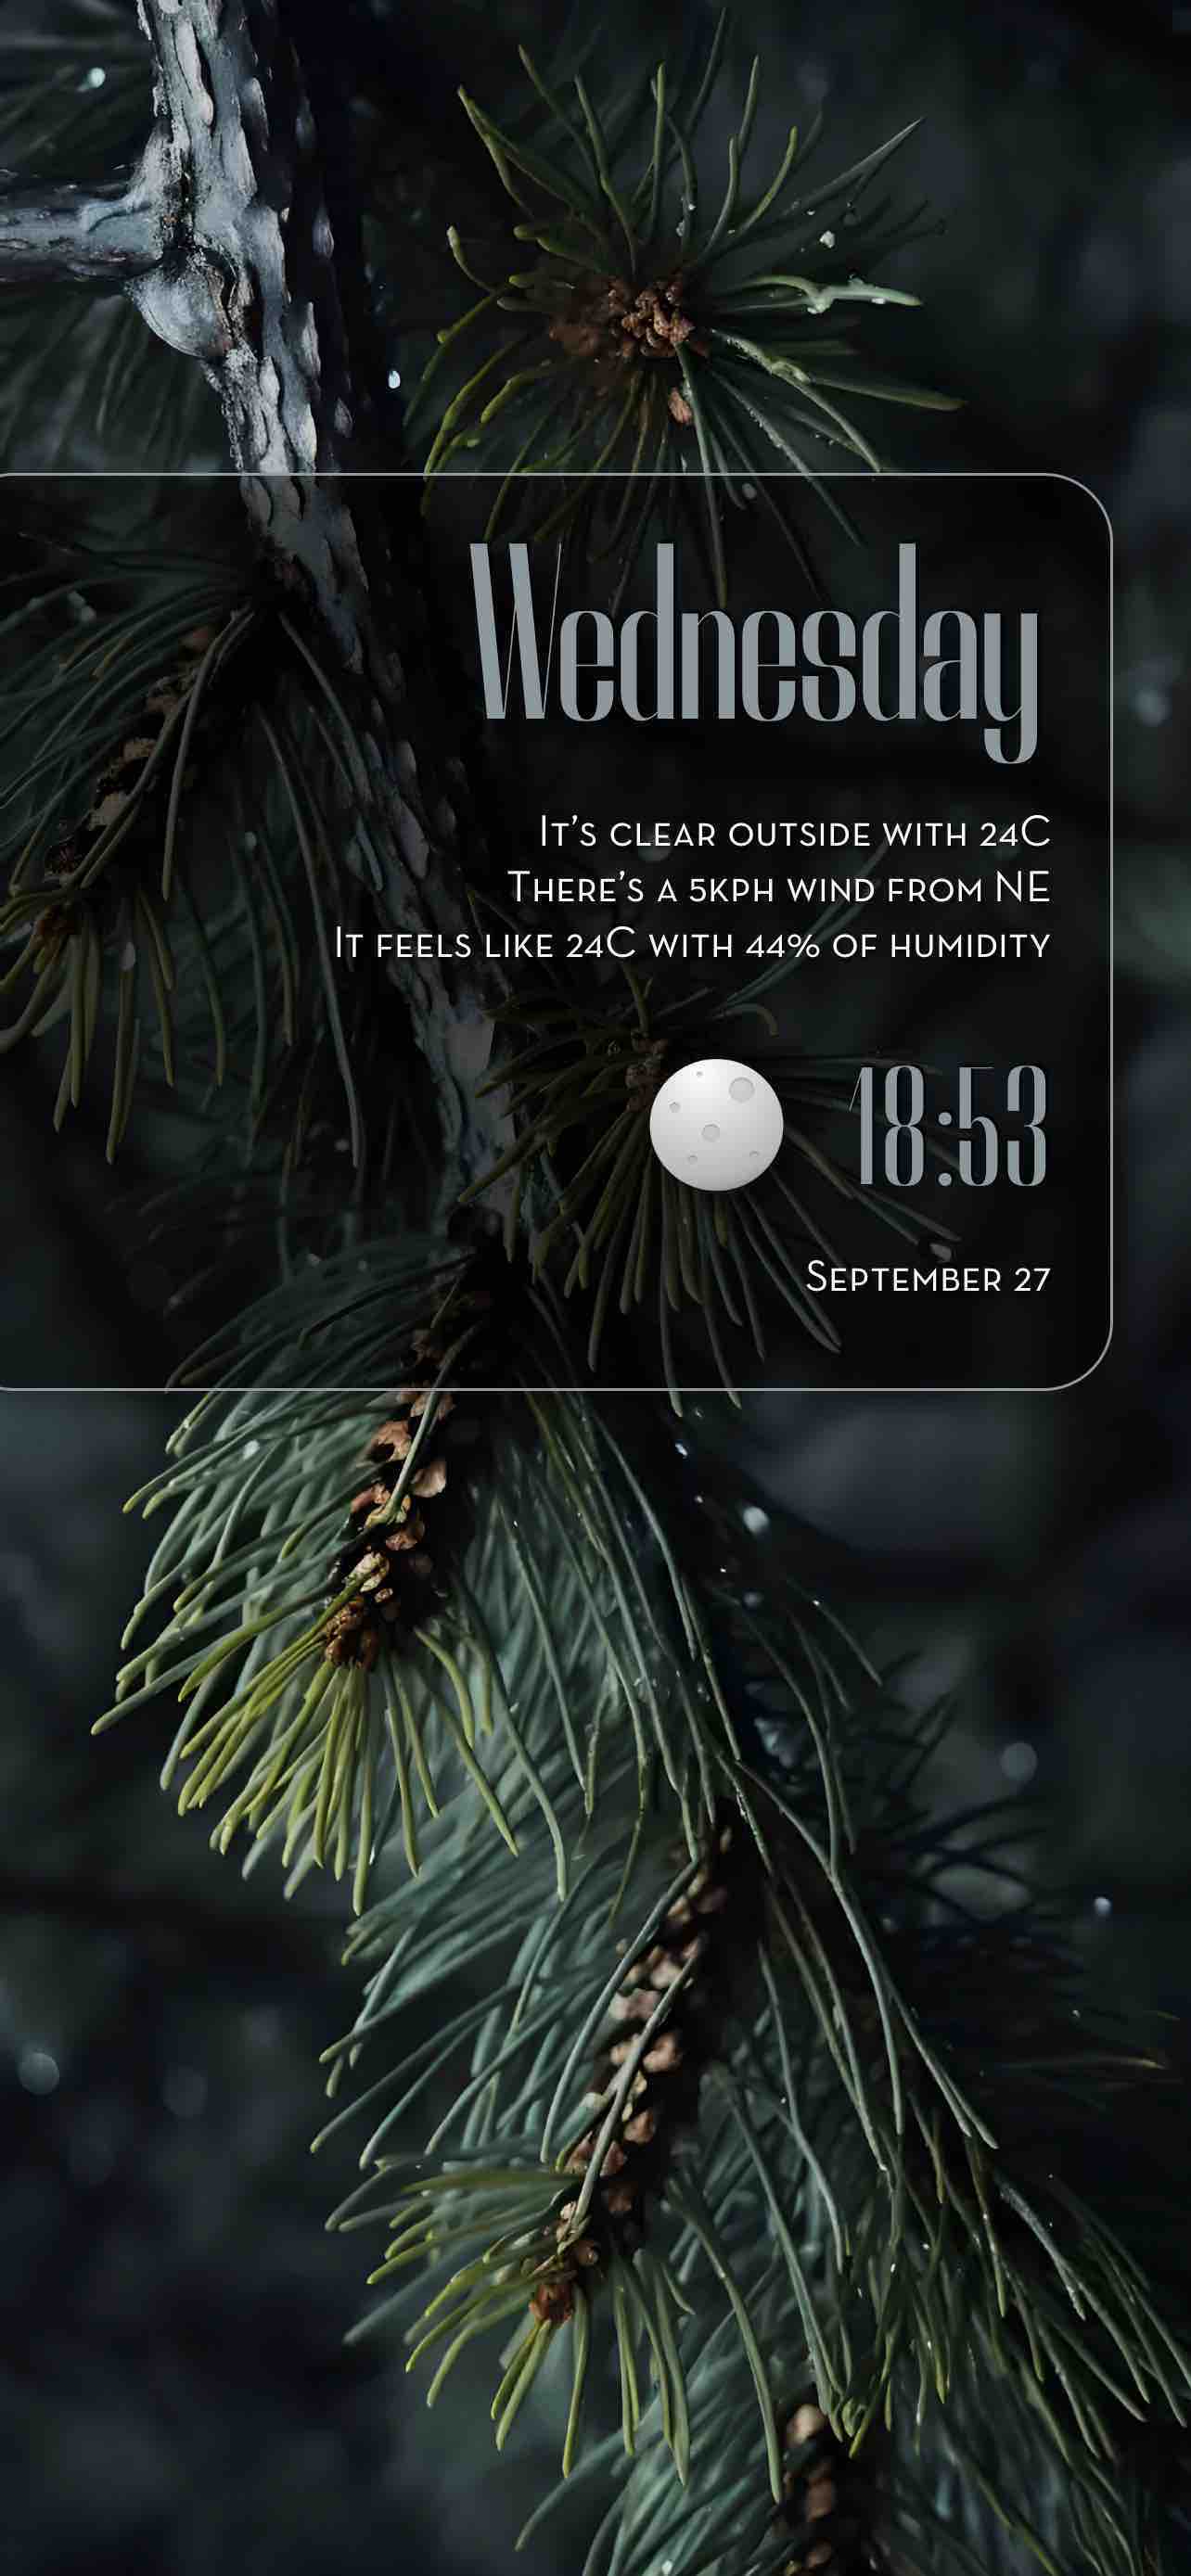 Wednesday
It's clear outside with 24C
There's a 5kph wind from NE
It feels like 24C with 44% of humidity
18:53
September 27